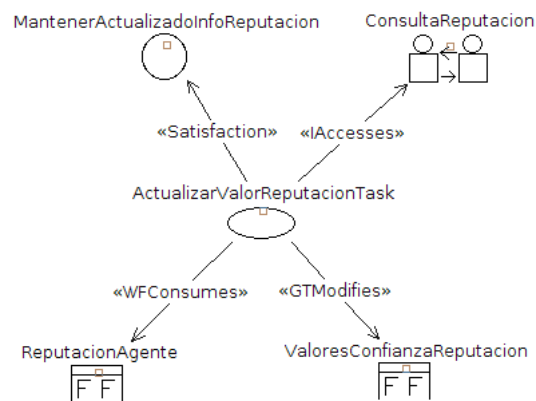 MantenerActualizadoInfoReputacion
ConsultaReputacion
«Satisfaction»
«IAccesses»
ActualizarValorReputacionTask
«WFConsumes»
«GTModifies»
ReputacionAgente
ValoresConfianzaReputacion
F F
F F